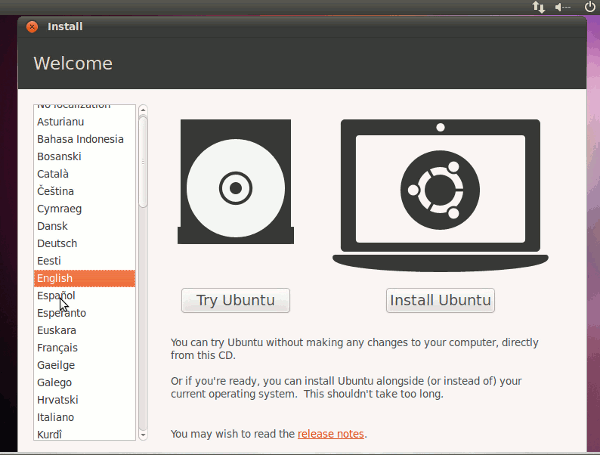 Install
Welcome
No localization
Asturianu
Bahasa Indonesia
Bosanski
Català
Čeština
Cymraeg
Dansk
Deutsch
Eesti
English
Español
Esperanto
Euskara
Français
Gaeilge
Galego
Hrvatski
Italiano
Kurdî
Try Ubuntu
Install Ubuntu
You can try Ubuntu without making any changes to your computer, directly
from this CD.
Or if you're ready, you can install Ubuntu alongside (or instead of) your
current operating system. This shouldn't take too long.
You may wish to read the release notes.